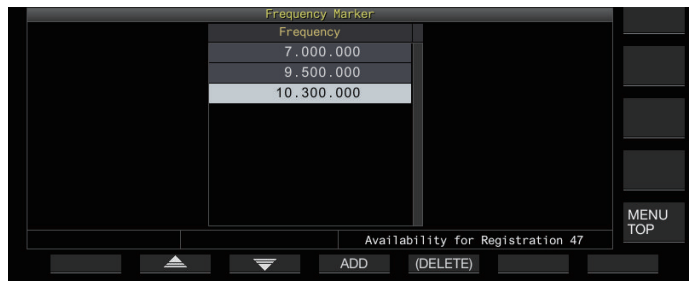 Frequency Marker
Frequency
7.000.000
9.500.000
10.300.000
Availability for Registration 47
MENU
TOP
ADD
(DELETE)